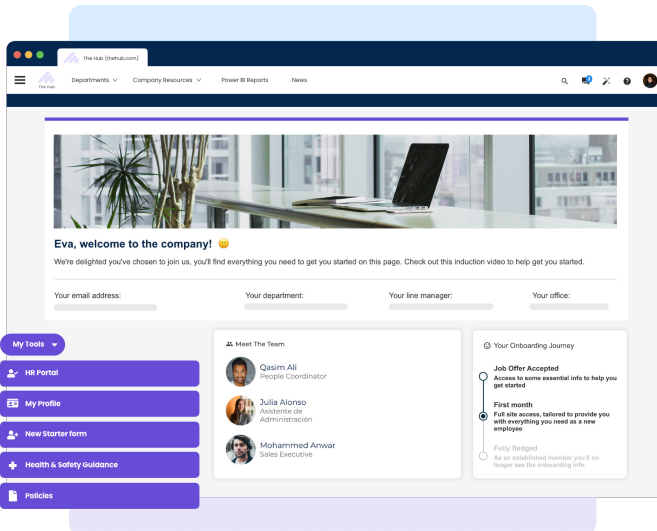 The Hub (thehub.com)
The Hub
Departments
Company Resources
Power BI Reports
News
Eva, welcome to the company!
We're delighted you've chosen to join us, you'll find everything you need to get you started on this page. Check out this induction video to help get you started.
Your email address:
Your department:
Your line manager:
Your office:
My Tools
HR Portal
My Profile
New Starter form
Health & Safety Guidance
Policies
Meet The Team
Qasim Ali
People Coordinator
Julia Alonso
Asistente de
Administración
Mohammed Anwar
Sales Executive
Your Onboarding Journey
Job Offer Accepted
Access to some essential info to help you
get started
First month
Full site access, tailored to provide you
with everything you need as a new
employee
Fully fledged
As an established member you'll no
longer see the onboarding info